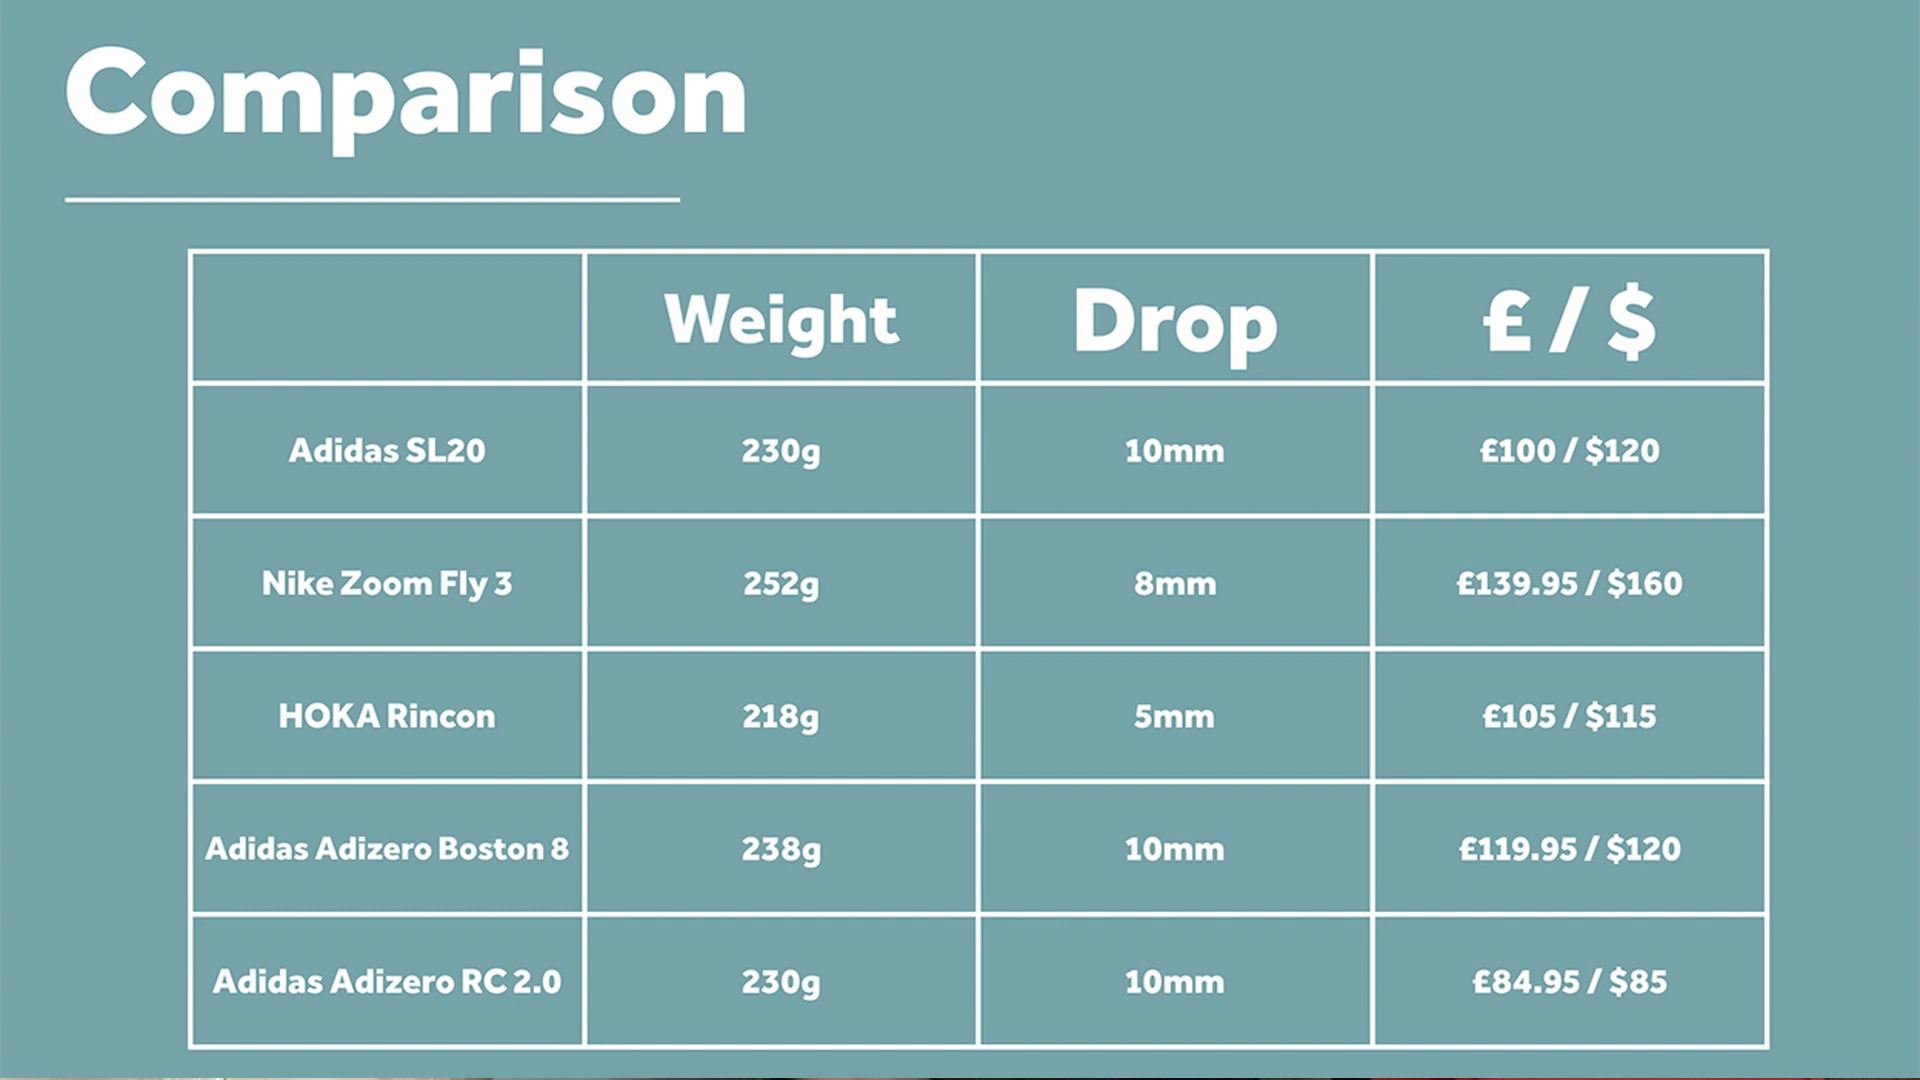 Comparison
Weight Drop £ / $
Adidas SL20 230g 10mm £100 / $120
Nike Zoom Fly 3 252g 8mm £139.95 / $160
HOKA Rincon 218g 5mm £105 / $115
Adidas Adizero Boston 8 238g 10mm £119.95 / $120
Adidas Adizero RC 2.0 230g 10mm £84.95 / $85